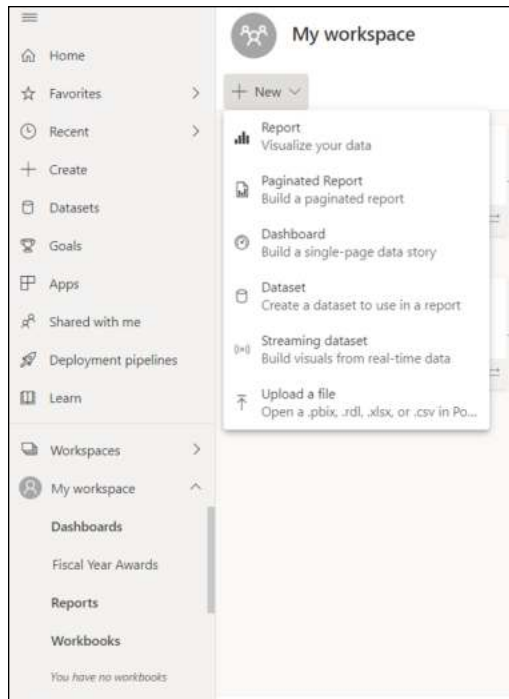 Home
Favorites
Recent
Create
Datasets
Goals
Apps
Shared with me
Deployment pipelines
Learn
Workspaces
My workspace
Dashboards
Fiscal Year Awards
Reports
Workbooks
You have no workbooks
My workspace
New
Report
Visualize your data
Paginated Report
Build a paginated report
Dashboard
Build a single-page data story
Dataset
Create a dataset to use in a report
Streaming dataset
Build visuals from real-time data
Upload a file
Open a .pbix, .rdl, .xlsx, or .csv in Po...